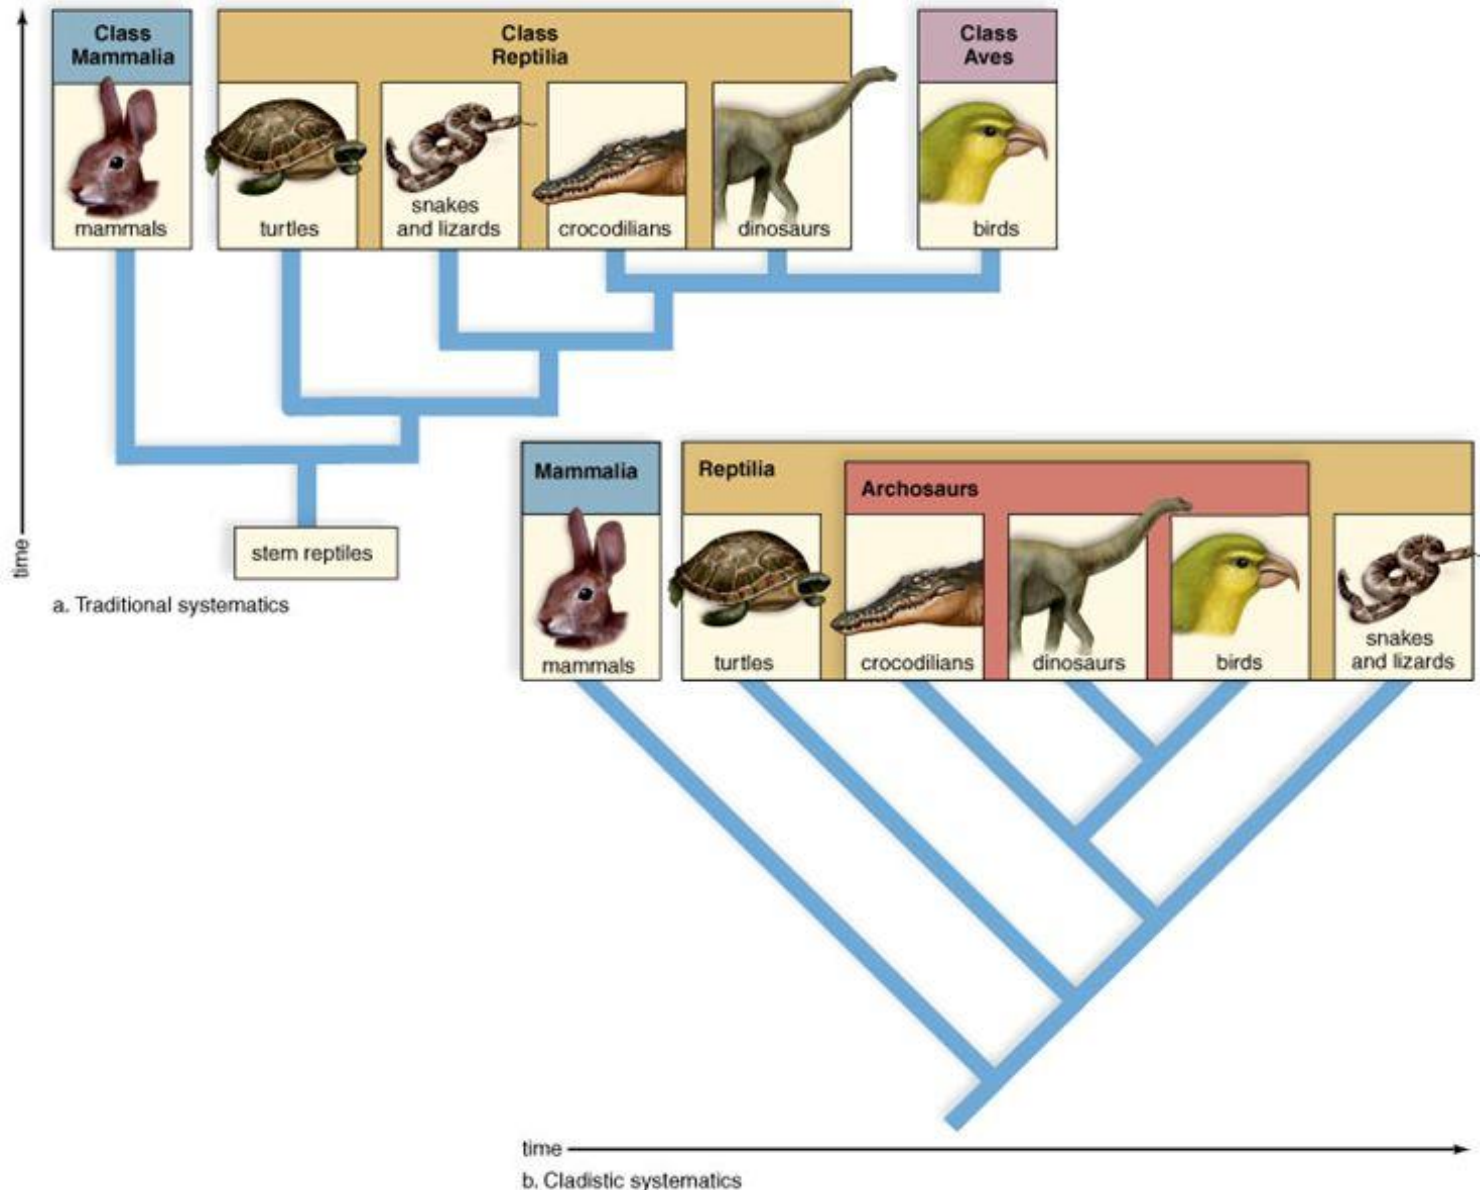 Class
Mammalia
Class
Reptilia
Class
Aves
mammals
turtles
snakes
and lizards
crocodilians
dinosaurs
birds
stem reptiles
time
a. Traditional systematics
Mammalia
Reptilia
Archosaurs
mammals
turtles
crocodilians
dinosaurs
birds
snakes
and lizards
time
b. Cladistic systematics